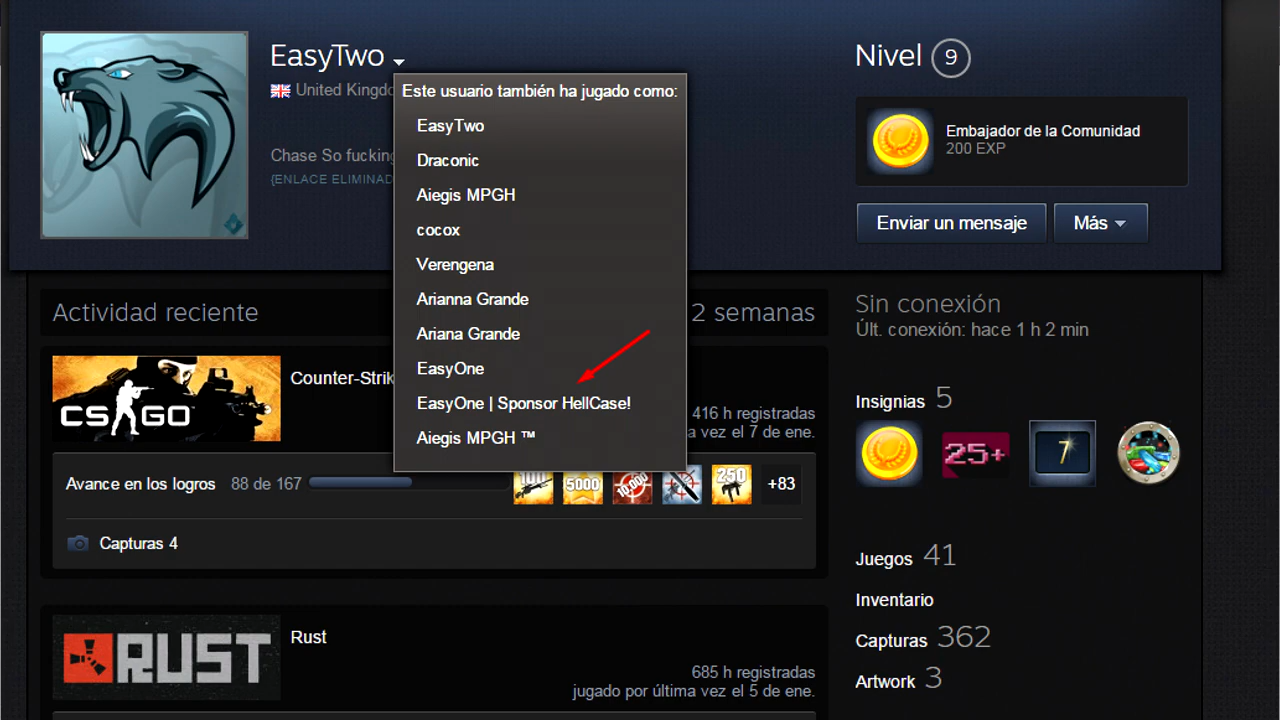 EasyTwo
United Kingdo
Chase So fucking
{ENLACE ELIMINAD
Este usuario también ha jugado como:
EasyTwo
Draconic
Aiegis MPGH
cocox
Verengena
Arianna Grande
Ariana Grande
EasyOne
EasyOne | Sponsor HellCase!
Aiegis MPGH ™
Nivel 9
Embajador de la Comunidad
200 EXP
Enviar un mensaje
Más
Actividad reciente
2 semanas
CS GO
Counter-Strik
416 h registradas
a vez el 7 de ene.
Avance en los logros 88 de 167
100
5000
10,000
250
+83
Capturas 4
RUST
Rust
685 h registradas
jugado por última vez el 5 de ene.
Sin conexión
Últ. conexión: hace 1 h 2 min
Insignias 5
25+
7
Juegos 41
Inventario
Capturas 362
Artwork 3